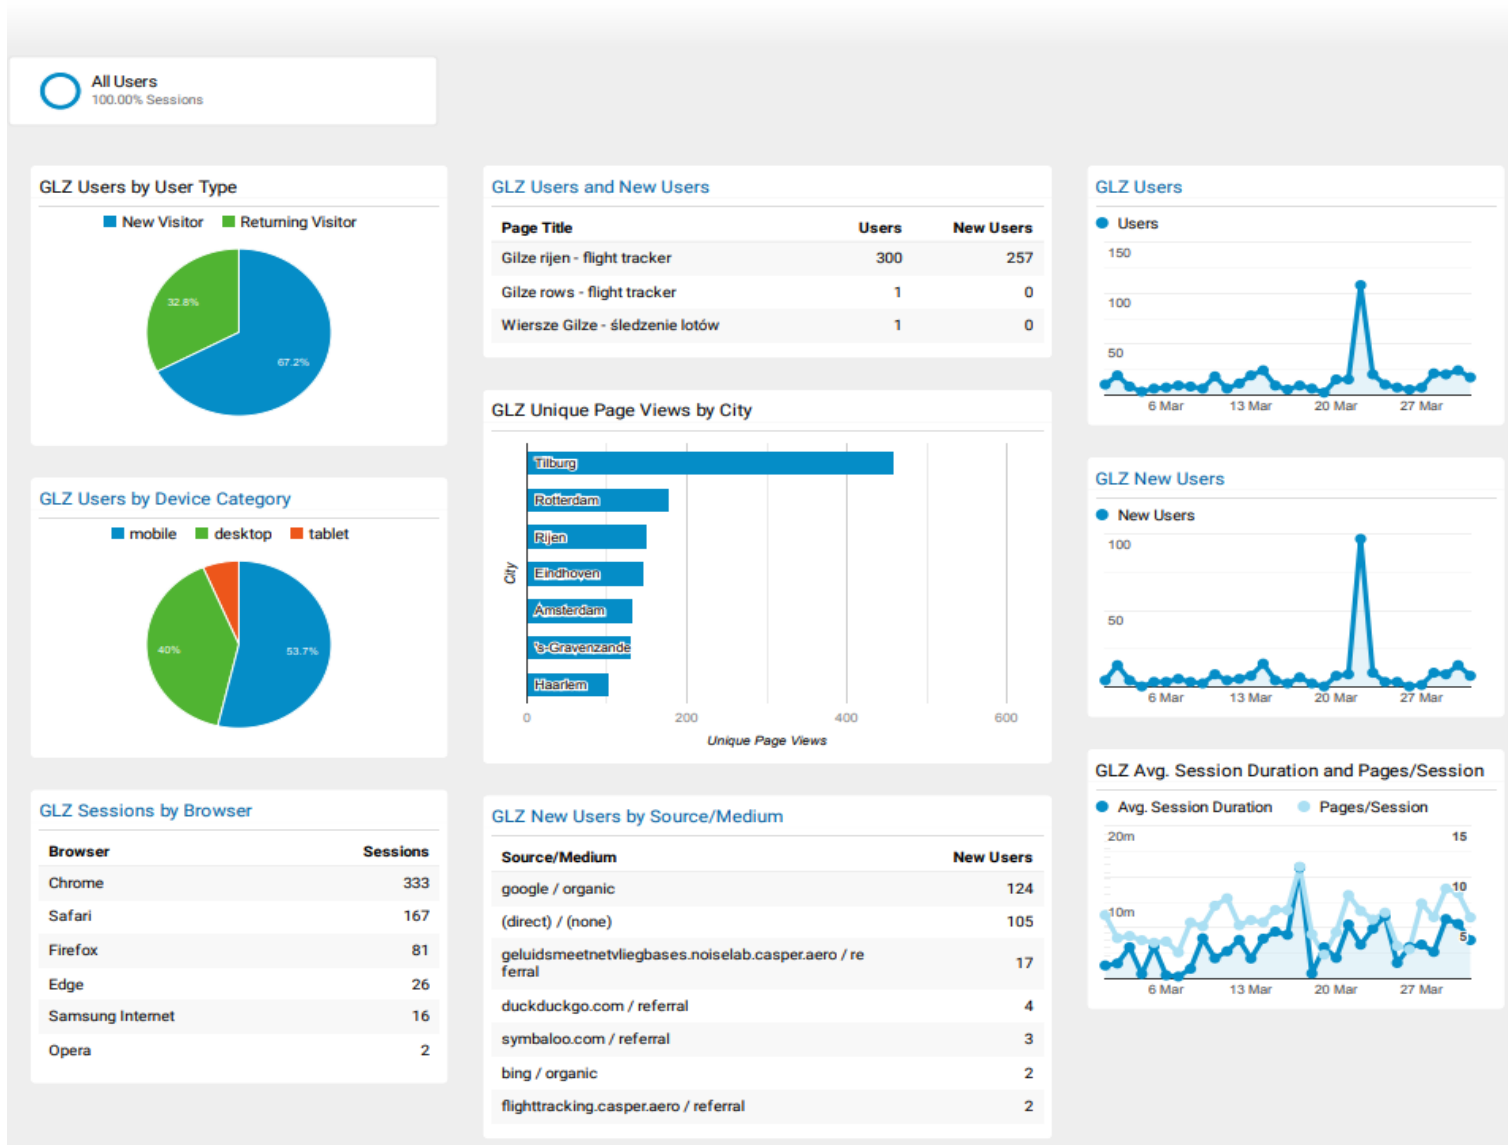 All Users
100.00% Sessions
GLZ Users by User Type
New Visitor Returning Visitor
32.8%
67.2%
GLZ Users by Device Category
mobile desktop tablet
40%
53.7%
GLZ Sessions by Browser
Browser Sessions
Chrome 333
Safari 167
Firefox 81
Edge 26
Samsung Internet 16
Opera 2
GLZ Users and New Users
Page Title Users New Users
Gilze rijen - flight tracker 300 257
Gilze rows - flight tracker 1 0
Wiersze Gilze - śledzenie lotów 1 0
GLZ Unique Page Views by City
City
Tilburg
Rotterdam
Rijen
Eindhoven
Amsterdam
's-Gravenzande
Haarlem
0 200 400 600
Unique Page Views
GLZ New Users by Source/Medium
Source/Medium New Users
google / organic 124
(direct) / (none) 105
geluidsmeetnetvliegbases.noiselab.casper.aero / re
ferral 17
duckduckgo.com / referral 4
symbaloo.com / referral 3
bing / organic 2
flighttracking.casper.aero / referral 2
GLZ Users
Users
150
100
50
6 Mar 13 Mar 20 Mar 27 Mar
GLZ New Users
New Users
100
50
6 Mar 13 Mar 20 Mar 27 Mar
GLZ Avg. Session Duration and Pages/Session
Avg. Session Duration Pages/Session
20m 15
10m 10
5
6 Mar 13 Mar 20 Mar 27 Mar